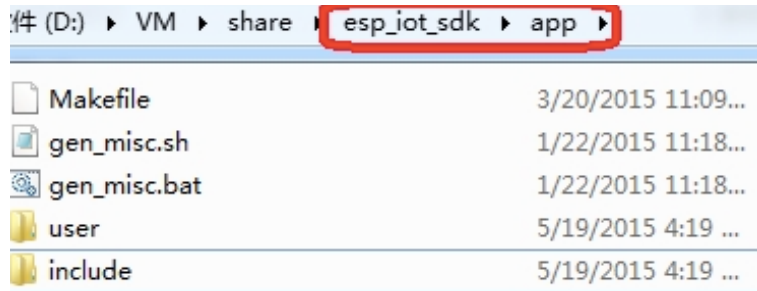 件 (D:) ▸ VM ▸ share ▸ esp_iot_sdk ▸ app ▸
Makefile 3/20/2015 11:09...
gen_misc.sh 1/22/2015 11:18...
gen_misc.bat 1/22/2015 11:18...
user 5/19/2015 4:19 ...
include 5/19/2015 4:19 ...